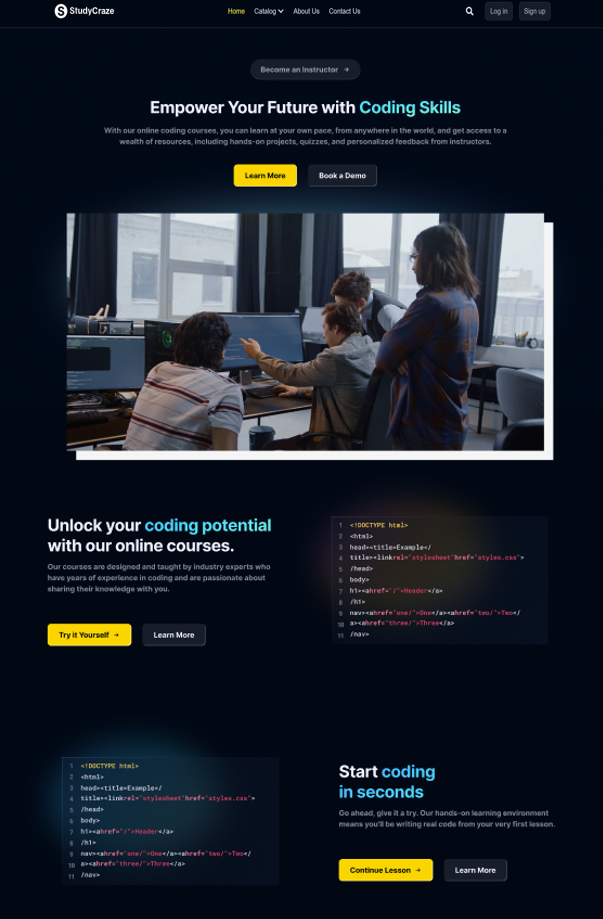 StudyCraze
Home Catalog About Us Contact Us
Log in Sign up
Become an Instructor →
Empower Your Future with Coding Skills
With our online coding courses, you can learn at your own pace, from anywhere in the world, and get access to a
wealth of resources, including hands-on projects, quizzes, and personalized feedback from instructors.
Learn More Book a Demo
Unlock your coding potential
with our online courses.
Our courses are designed and taught by industry experts who
have years of experience in coding and are passionate about
sharing their knowledge with you.
Try it Yourself → Learn More
1 <!DOCTYPE html>
2 <html>
3 head><title>Example</
4 title><linkrel="stylesheet"href="styles.css">
5 /head>
6 body>
7 h1><ahref="/">Header</a>
8 /h1>
9 nav><ahref="one/">One</a><ahref="two/">Two</
10 a><ahref="three/">Three</a>
11 /nav>
1 <!DOCTYPE html>
2 <html>
3 head><title>Example</
4 title><linkrel="stylesheet"href="styles.css">
5 /head>
6 body>
7 h1><ahref="/">Header</a>
8 /h1>
9 nav><ahref="one/">One</a><ahref="two/">Two</
10 a><ahref="three/">Three</a>
11 /nav>
Start coding
in seconds
Go ahead, give it a try. Our hands-on learning environment
means you'll be writing real code from your very first lesson.
Continue Lesson → Learn More